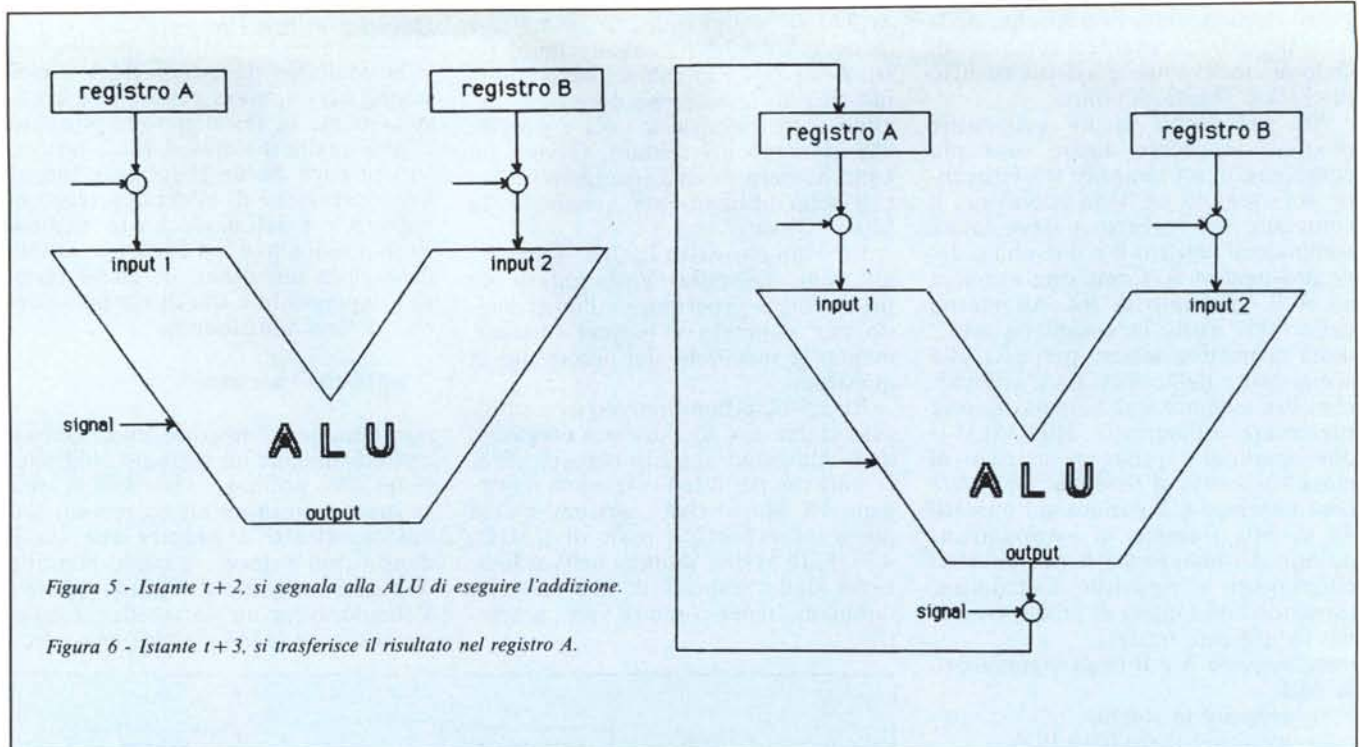 registro A
registro B
input 1
input 2
signal
ALU
output
Figura 5 - Istante t + 2, si segnala alla ALU di eseguire l'addizione.
Figura 6 - Istante t + 3, si trasferisce il risultato nel registro A.
registro A
registro B
input 1
input 2
ALU
output
signal